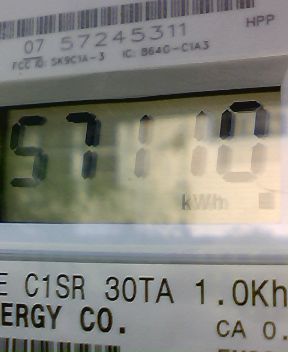 HPP
07 57245311
FCC ID: SK9C1A-3 IC: B64G-C1A3
57110
kWh
E C1SR 30TA 1.0Kh
ERGY CO.
CA 0.